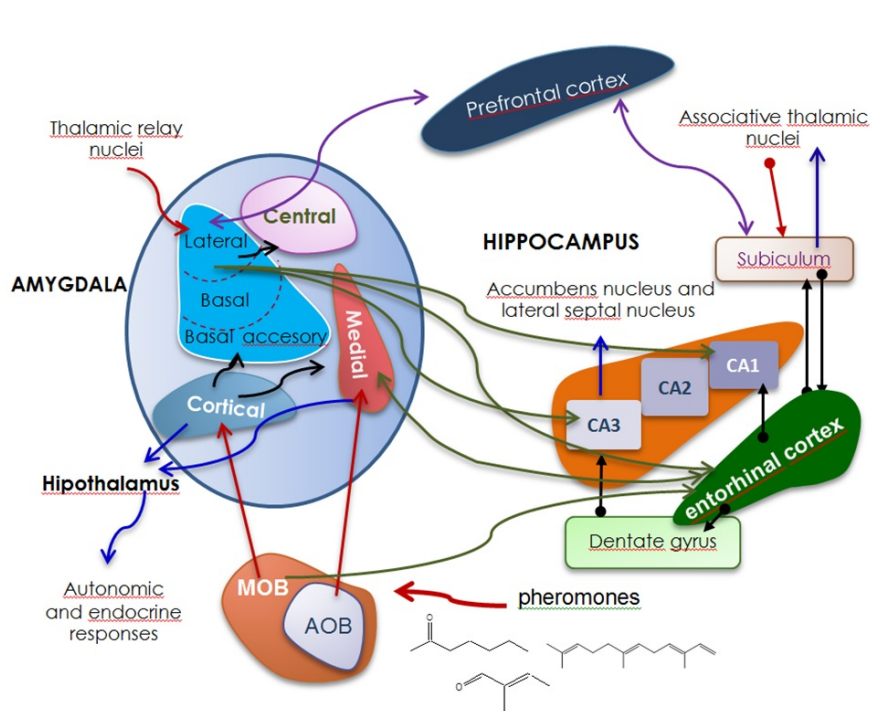 Prefrontal cortex
Thalamic relay
nuclei
Associative thalamic
nuclei
Central
Lateral
HIPPOCAMPUS
Subiculum
AMYGDALA
Basal
Accumbens nucleus and
lateral septal nucleus
Basal accesory
Medial
CA1
CA2
Cortical
CA3
entorhinal cortex
Hipothalamus
Dentate gyrus
Autonomic
and endocrine
responses
MOB
AOB
pheromones
O
O